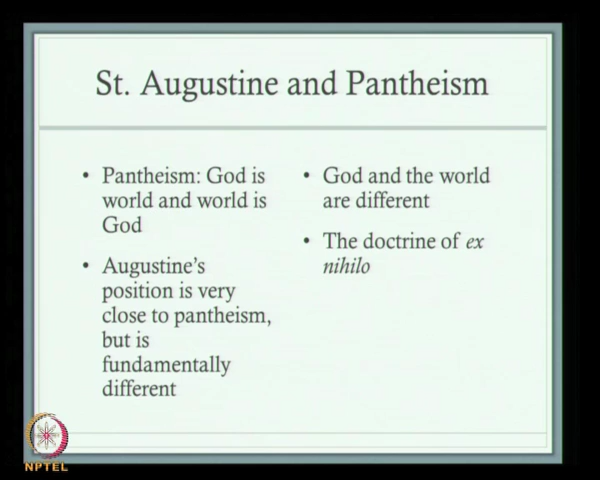 St. Augustine and Pantheism
• Pantheism: God is
world and world is
God
• Augustine's
position is very
close to pantheism,
but is
fundamentally
different
• God and the world
are different
• The doctrine of ex
nihilo
NPTEL